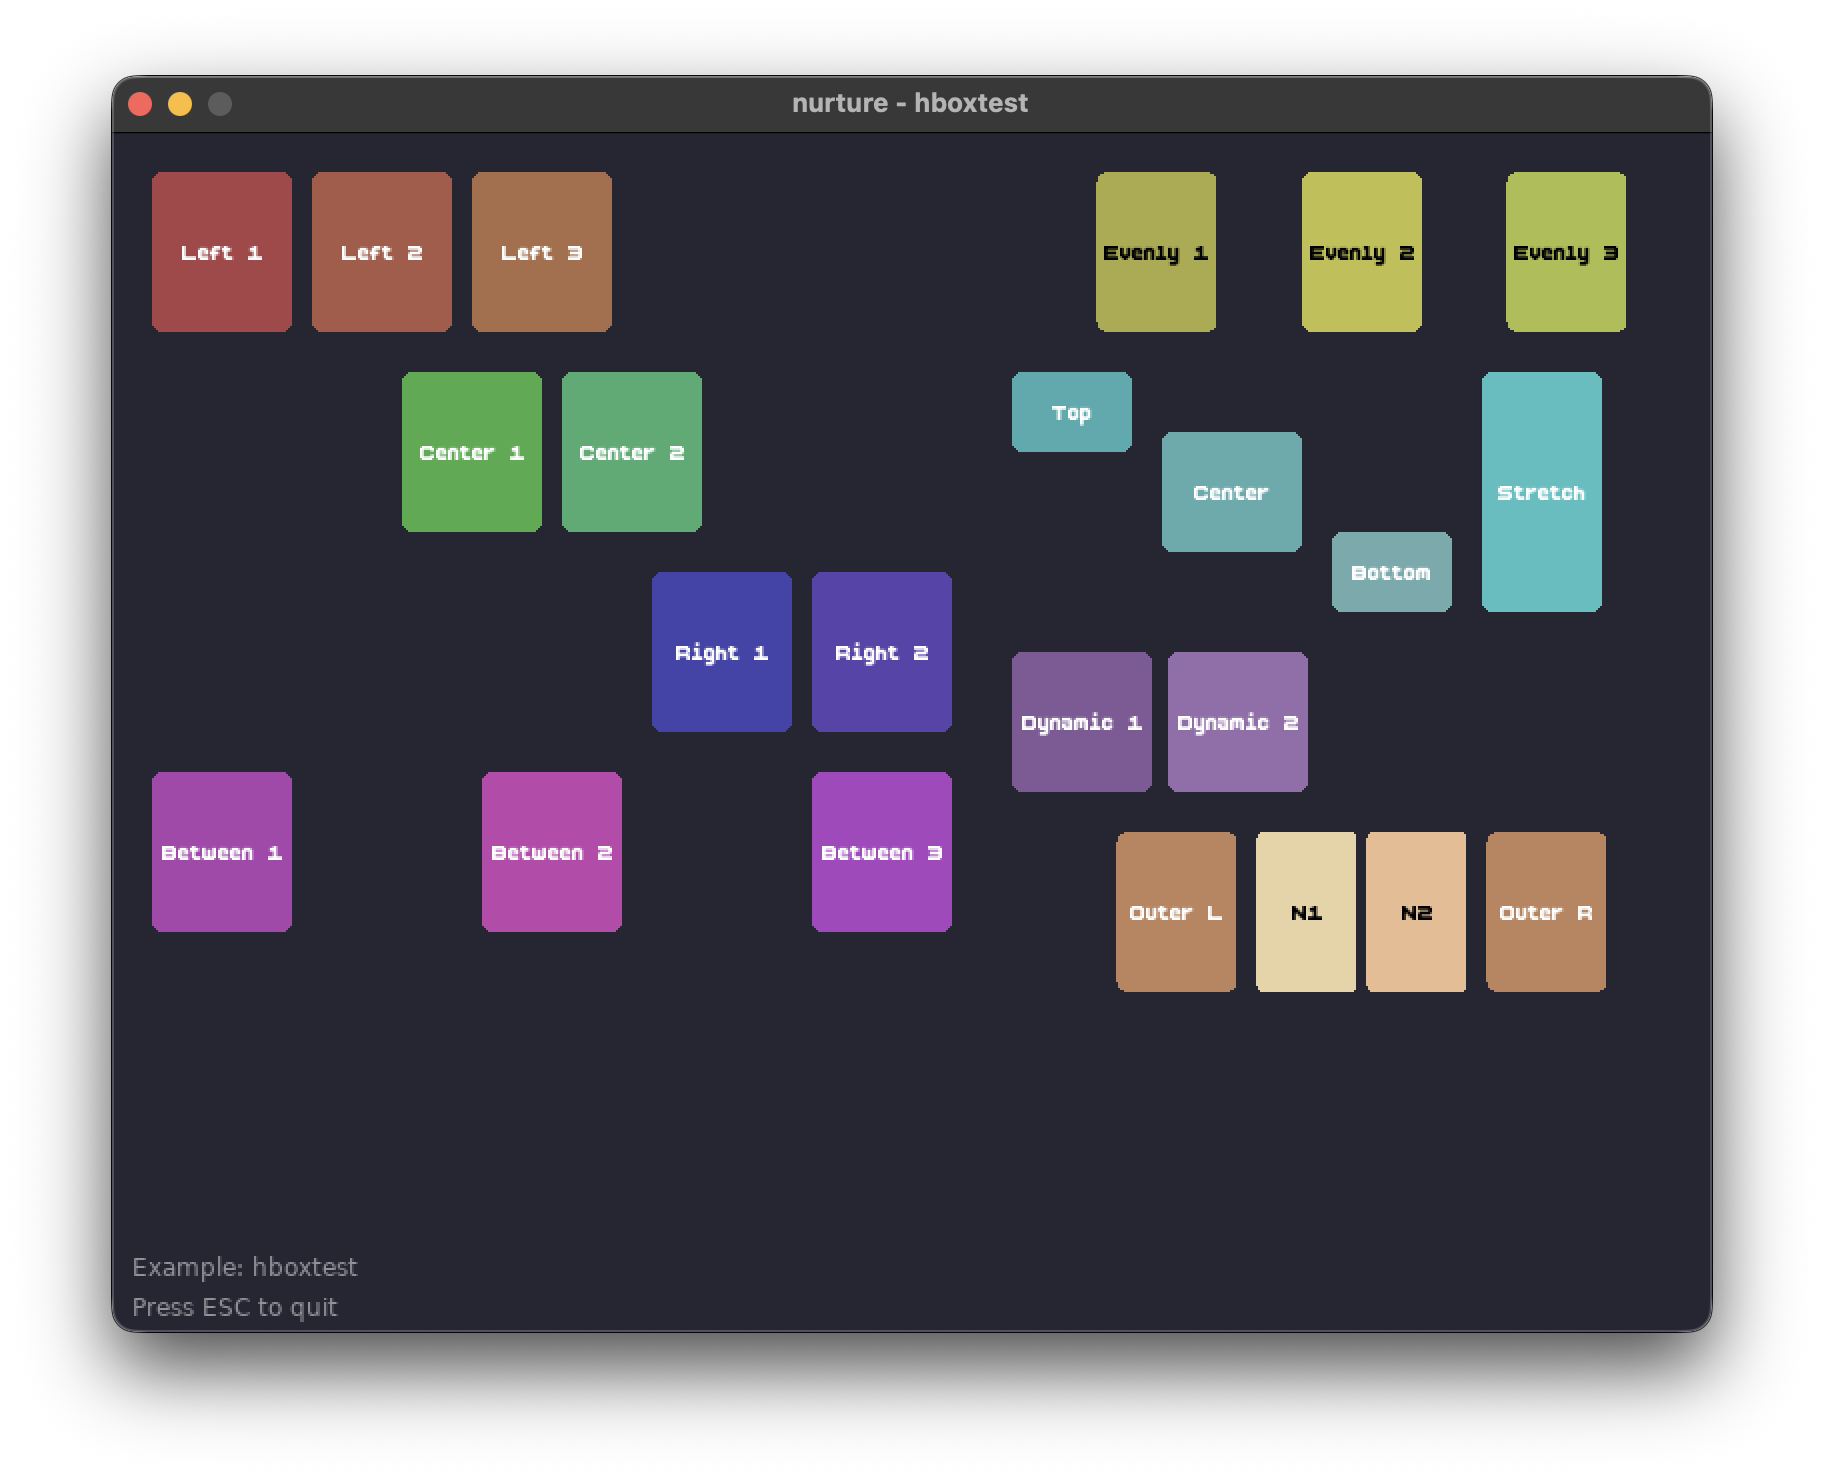 nurture - hboxtest
Left 1
Left 2
Left 3
Evenly 1
Evenly 2
Evenly 3
Center 1
Center 2
Top
Center
Bottom
Stretch
Right 1
Right 2
Dynamic 1
Dynamic 2
Between 1
Between 2
Between 3
Outer L
N1
N2
Outer R
Example: hboxtest
Press ESC to quit